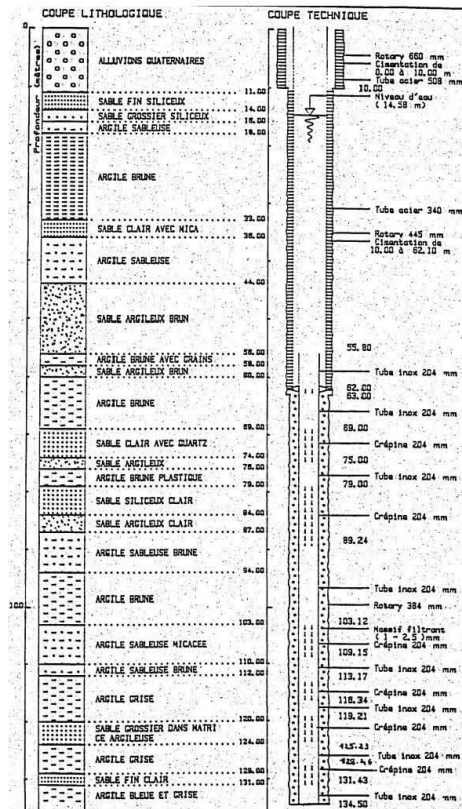 COUPE LITHOLOGIQUE
COUPE TECHNIQUE
0
Profondeur (mètres)
ALLUVIONS QUATERNAIRES
11.00
SABLE FIN SILICEUX
14.00
SABLE GROSSIER SILICEUX
16.00
ARGILE SABLEUSE
18.00
ARGILE BRUNE
33.00
SABLE CLAIR AVEC MICA
36.00
ARGILE SABLEUSE
44.00
SABLE ARGILEUX BRUN
56.00
ARGILE BRUNE AVEC GRAINS
58.00
SABLE ARGILEUX BRUN
60.00
ARGILE BRUNE
69.00
SABLE CLAIR AVEC QUARTZ
74.00
SABLE ARGILEUX
76.00
ARGILE BRUNE PLASTIQUE
79.00
SABLE SILICEUX CLAIR
84.00
SABLE ARGILEUX CLAIR
87.00
ARGILE SABLEUSE BRUNE
94.00
100
ARGILE BRUNE
103.00
ARGILE SABLEUSE MICACEE
110.00
ARGILE SABLEUSE BRUNE
112.00
ARGILE GRISE
120.00
SABLE GROSSIER DANS MATRI
CE ARGILEUSE
124.00
ARGILE GRISE
129.00
SABLE FIN CLAIR
131.00
ARGILE BLEUE ET GRISE
Rotary 660 mm
Cimentation de
0.00 à 10.00 m
Tube acier 508 mm
10.00
Niveau d'eau
(14.58 m)
Tube acier 340 mm
Rotary 445 mm
Cimentation de
10.00 à 62.10 m
55.80
Tube inox 204 mm
62.00
63.00
Tube inox 204 mm
69.00
Crépine 204 mm
75.00
Tube inox 204 mm
79.00
Crépine 204 mm
89.24
Tube inox 204 mm
Rotary 384 mm
103.12
Massif filtrant
(1 - 2.5)mm
Crépine 204 mm
109.15
Tube inox 204 mm
113.17
Crépine 204 mm
116.34
Tube inox 204 mm
119.21
Crépine 204 mm
125.23
Tube inox 204 mm
Crépine 204 mm
131.43
Tube inox 204 mm
134.50